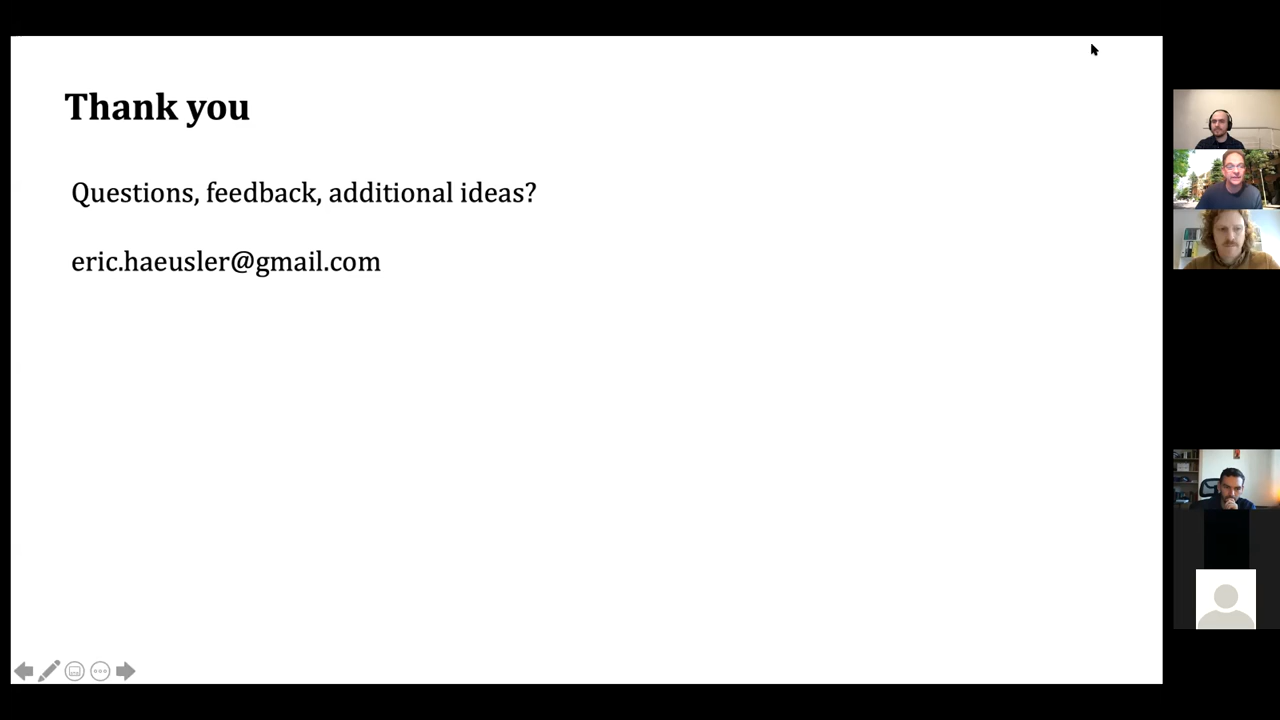 Thank you
Questions, feedback, additional ideas?
eric.haeusler@gmail.com